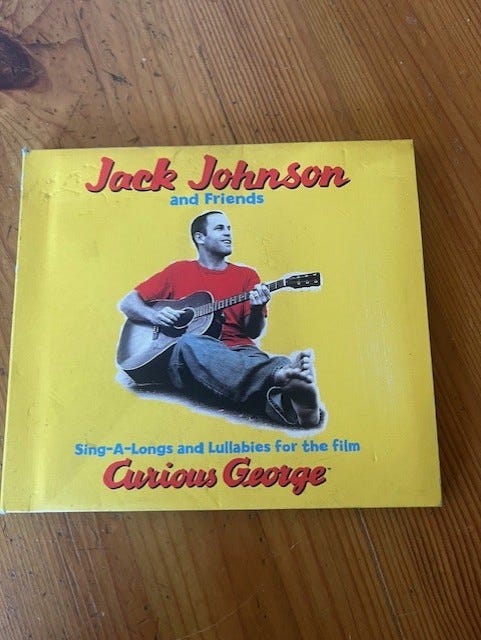 Jack Johnson
and Friends
Sing-A-Longs and Lullabies for the film
Curious George